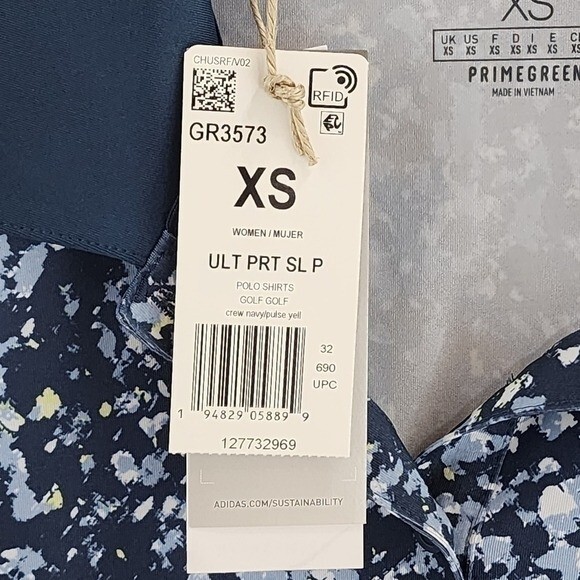 XS
UK US F D I E
XS XS XS XS XS XS XS
PRIMEGREEN
MADE IN VIETNAM
CHUSRF/V02
RFID
GR3573
XS
WOMEN / MUJER
ULT PRT SL P
POLO SHIRTS
GOLF GOLF
crew navy/pulse yell
32
690
UPC
1 94829 05889 9
127732969
ADIDAS.COM/SUSTAINABILITY